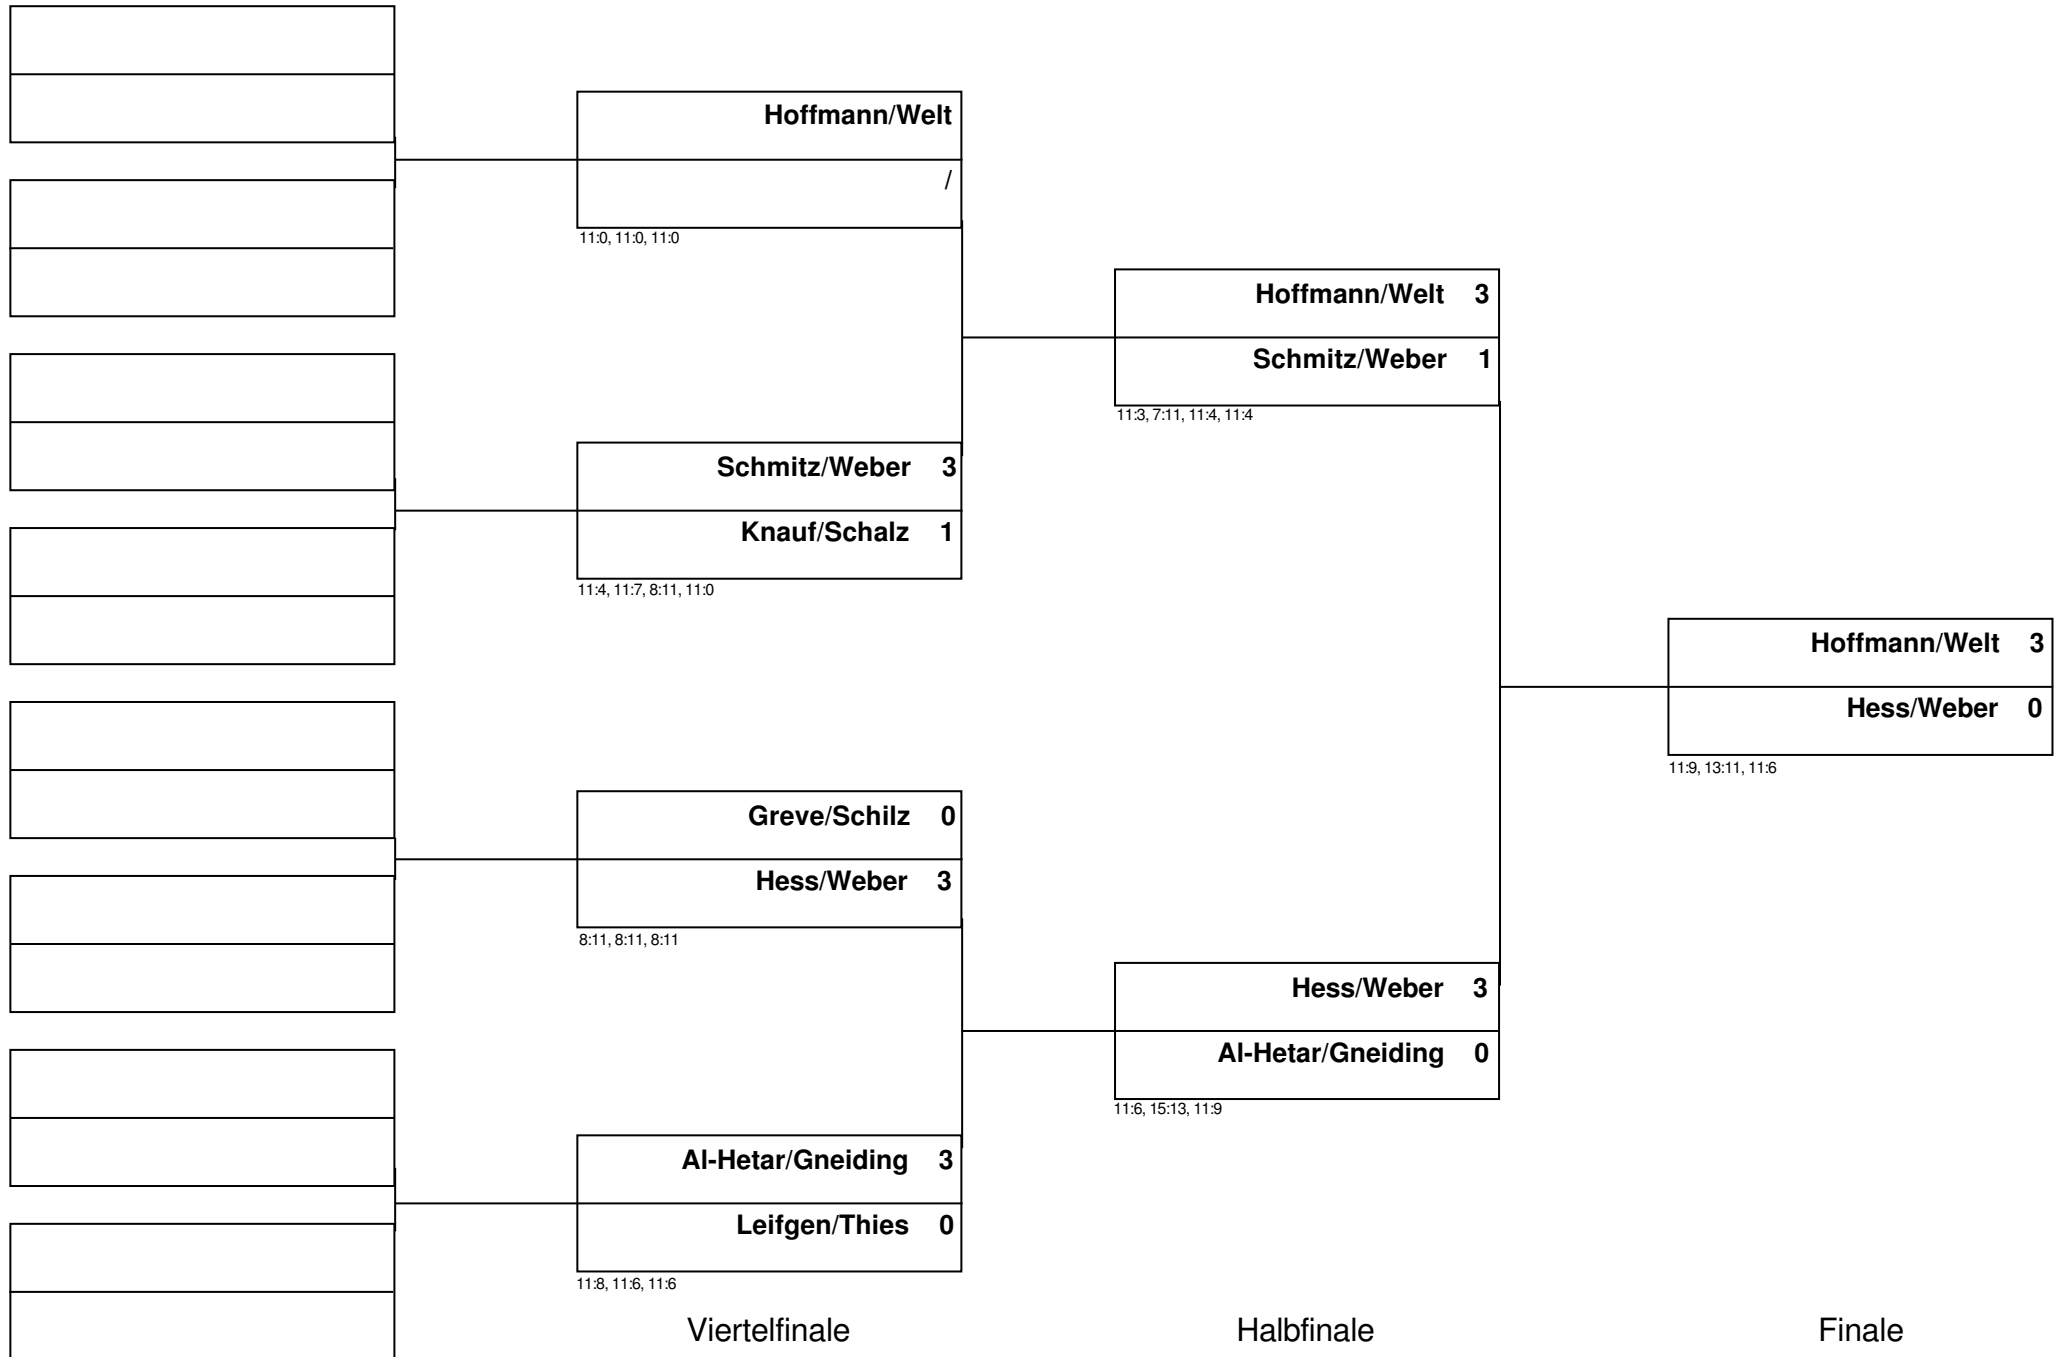 Hoffmann/Welt
/
11:0, 11:0, 11:0
Schmitz/Weber 3
Knauf/Schalz 1
11:4, 11:7, 8:11, 11:0
Greve/Schilz 0
Hess/Weber 3
8:11, 8:11, 8:11
Al-Hetar/Gneiding 3
Leifgen/Thies 0
11:8, 11:6, 11:6
Viertelfinale
Hoffmann/Welt 3
Schmitz/Weber 1
11:3, 7:11, 11:4, 11:4
Hess/Weber 3
Al-Hetar/Gneiding 0
11:6, 15:13, 11:9
Halbfinale
Hoffmann/Welt 3
Hess/Weber 0
11:9, 13:11, 11:6
Finale